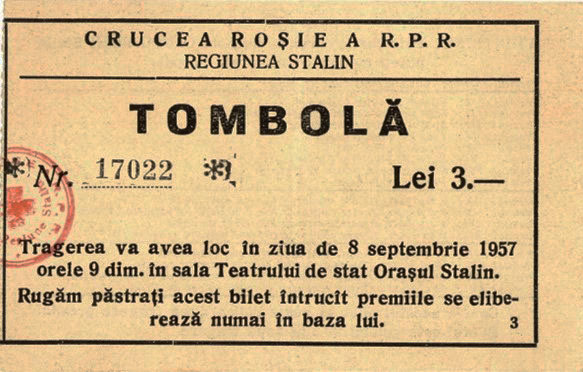 CRUCEA ROȘIE A R. P. R.
REGIUNEA STALIN
TOMBOLĂ
Nr. 17022 Lei 3.—
Tragerea va avea loc în ziua de 8 septembrie 1957
orele 9 dim. în sala Teatrului de stat Orașul Stalin.
Rugăm păstrați acest bilet întrucît premiile se elibe-
rează numai în baza lui. 3